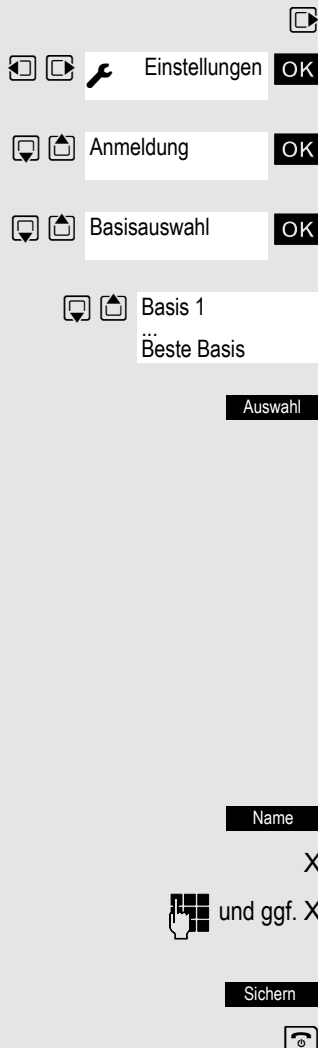 Einstellungen OK
Anmeldung OK
Basisauswahl OK
Basis 1
...
Beste Basis
Auswahl
Name
X
und ggf. X
Sichern